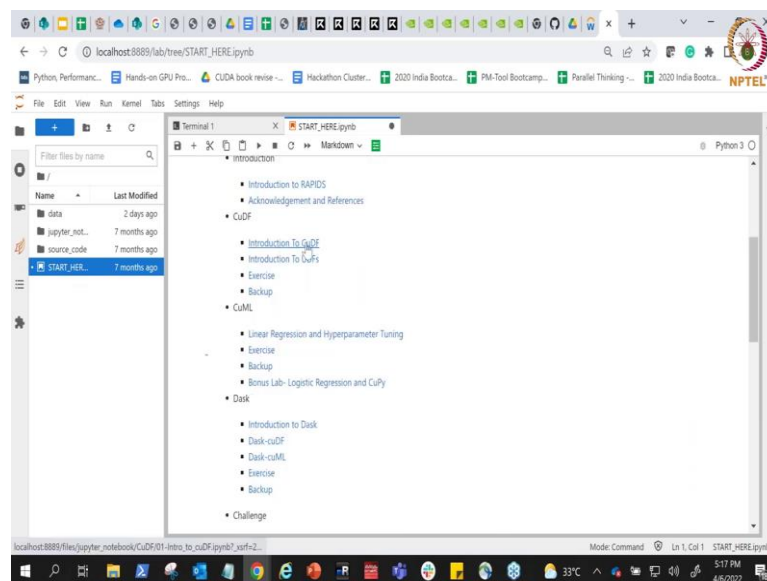 localhost:8889/lab/tree/START_HERE.ipynb
NPTEL
Python, Performanc...
Hands-on GPU Pro...
CUDA book revise -...
Hackathon Cluster...
2020 India Bootca...
PM-Tool Bootcamp...
Parallel Thinking -...
2020 India Bootca...
File Edit View Run Kernel Tabs Settings Help
Terminal 1
START_HERE.ipynb
Markdown
0 Python 3
Filter files by name
/
Name Last Modified
data 2 days ago
jupyter_not... 7 months ago
source_code 7 months ago
START_HER... 7 months ago
Introduction
Introduction to RAPIDS
Acknowledgement and References
CuDF
Introduction To CuDF
Introduction To UDFs
Exercise
Backup
CuML
Linear Regression and Hyperparameter Tuning
Exercise
Backup
Bonus Lab- Logistic Regression and CuPy
Dask
Introduction to Dask
Dask-cuDF
Dask-cuML
Exercise
Backup
Challenge
localhost:8889/files/jupyter_notebook/CuDF/01-Intro_to_cuDF.ipynb?_xsrf=2...
Mode: Command Ln 1, Col 1 START_HERE.ipyn
33°C
5:17 PM
4/6/2022